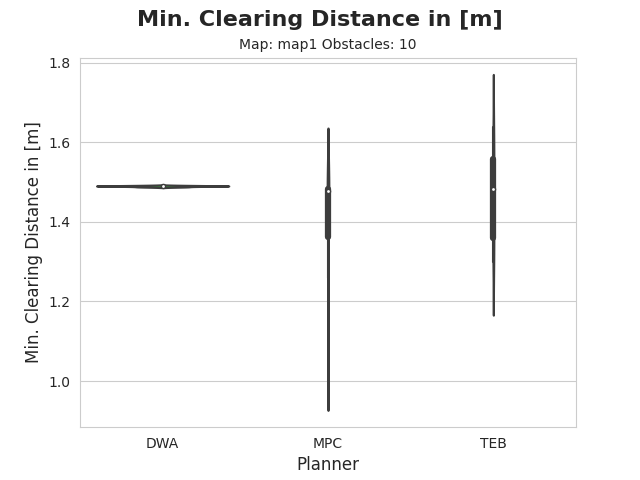 Min. Clearing Distance in [m]
Map: map1 Obstacles: 10
Min. Clearing Distance in [m]
1.8
1.6
1.4
1.2
1.0
DWA
MPC
TEB
Planner